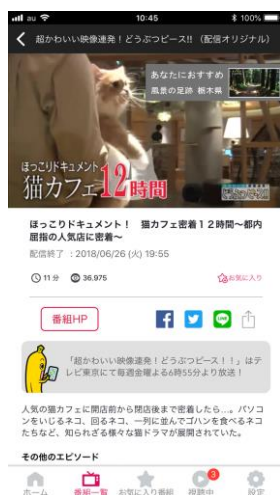 au 10:45 100%
超かわいい映像連発！どうぶつピース!! （配信オリジナル）
あなたにおすすめ
風景の足跡 栃木県
ほっこりドキュメント
猫カフェ12時間
ほっこりドキュメント！ 猫カフェ密着１２時間〜都内
屈指の人気店に密着〜
配信終了 : 2018/06/26 (火) 19:55
11分 36,975 お気に入り
番組HP
LINE
「超かわいい映像連発！どうぶつピース！！」はテ
レビ東京にて毎週金曜よる6時55分より放送！
人気の猫カフェに開店前から閉店後まで密着したら…。パソコ
ンをいじるネコ、回るネコ、一列に並んでゴハンを食べるネコ
たちなど、知られざる様々な猫ドラマが展開されていた。
その他のエピソード
3
ホーム 番組一覧 お気に入り番組 視聴中 設定